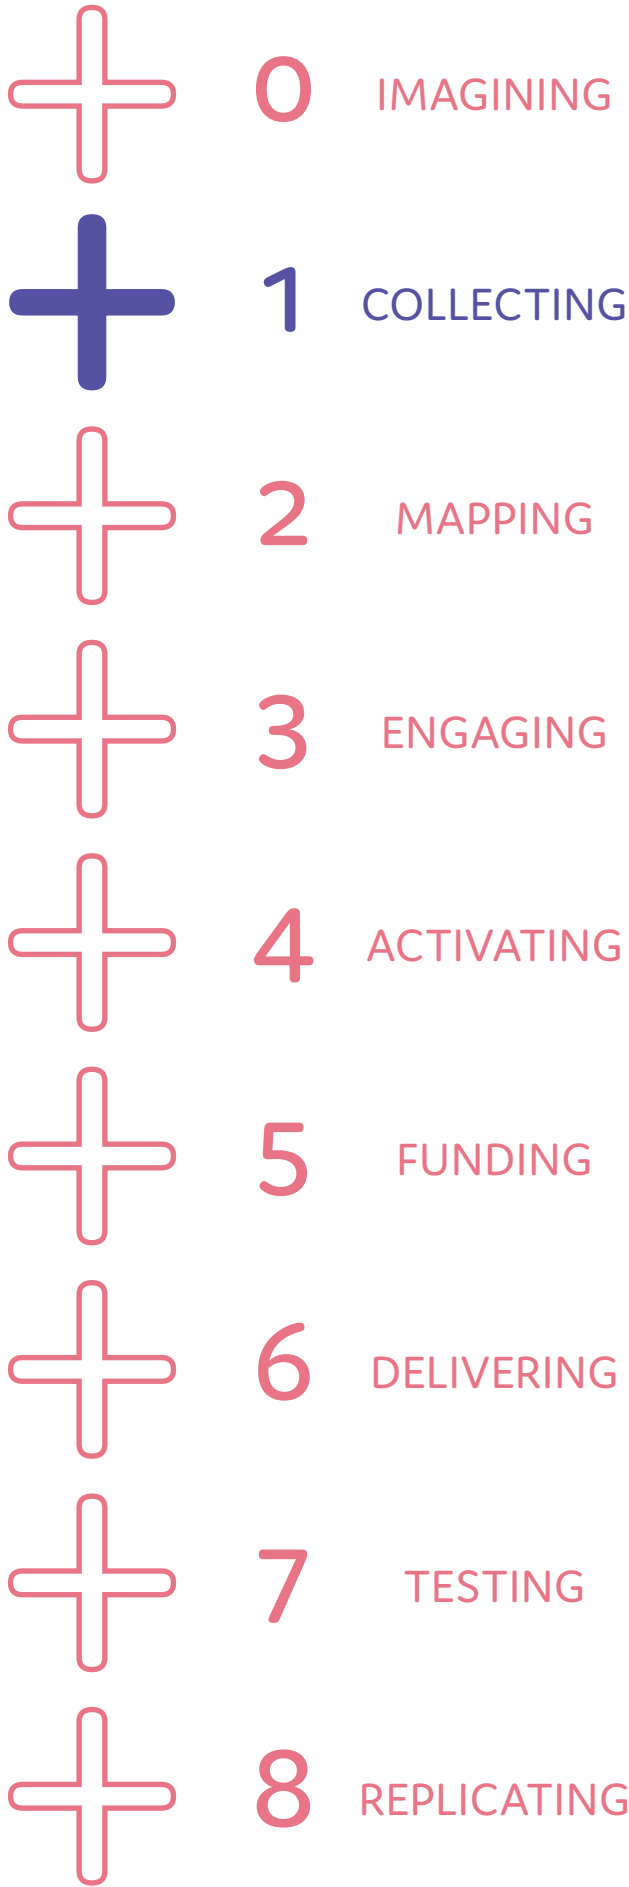 0 IMAGINING
1 COLLECTING
2 MAPPING
3 ENGAGING
4 ACTIVATING
5 FUNDING
6 DELIVERING
7 TESTING
8 REPLICATING